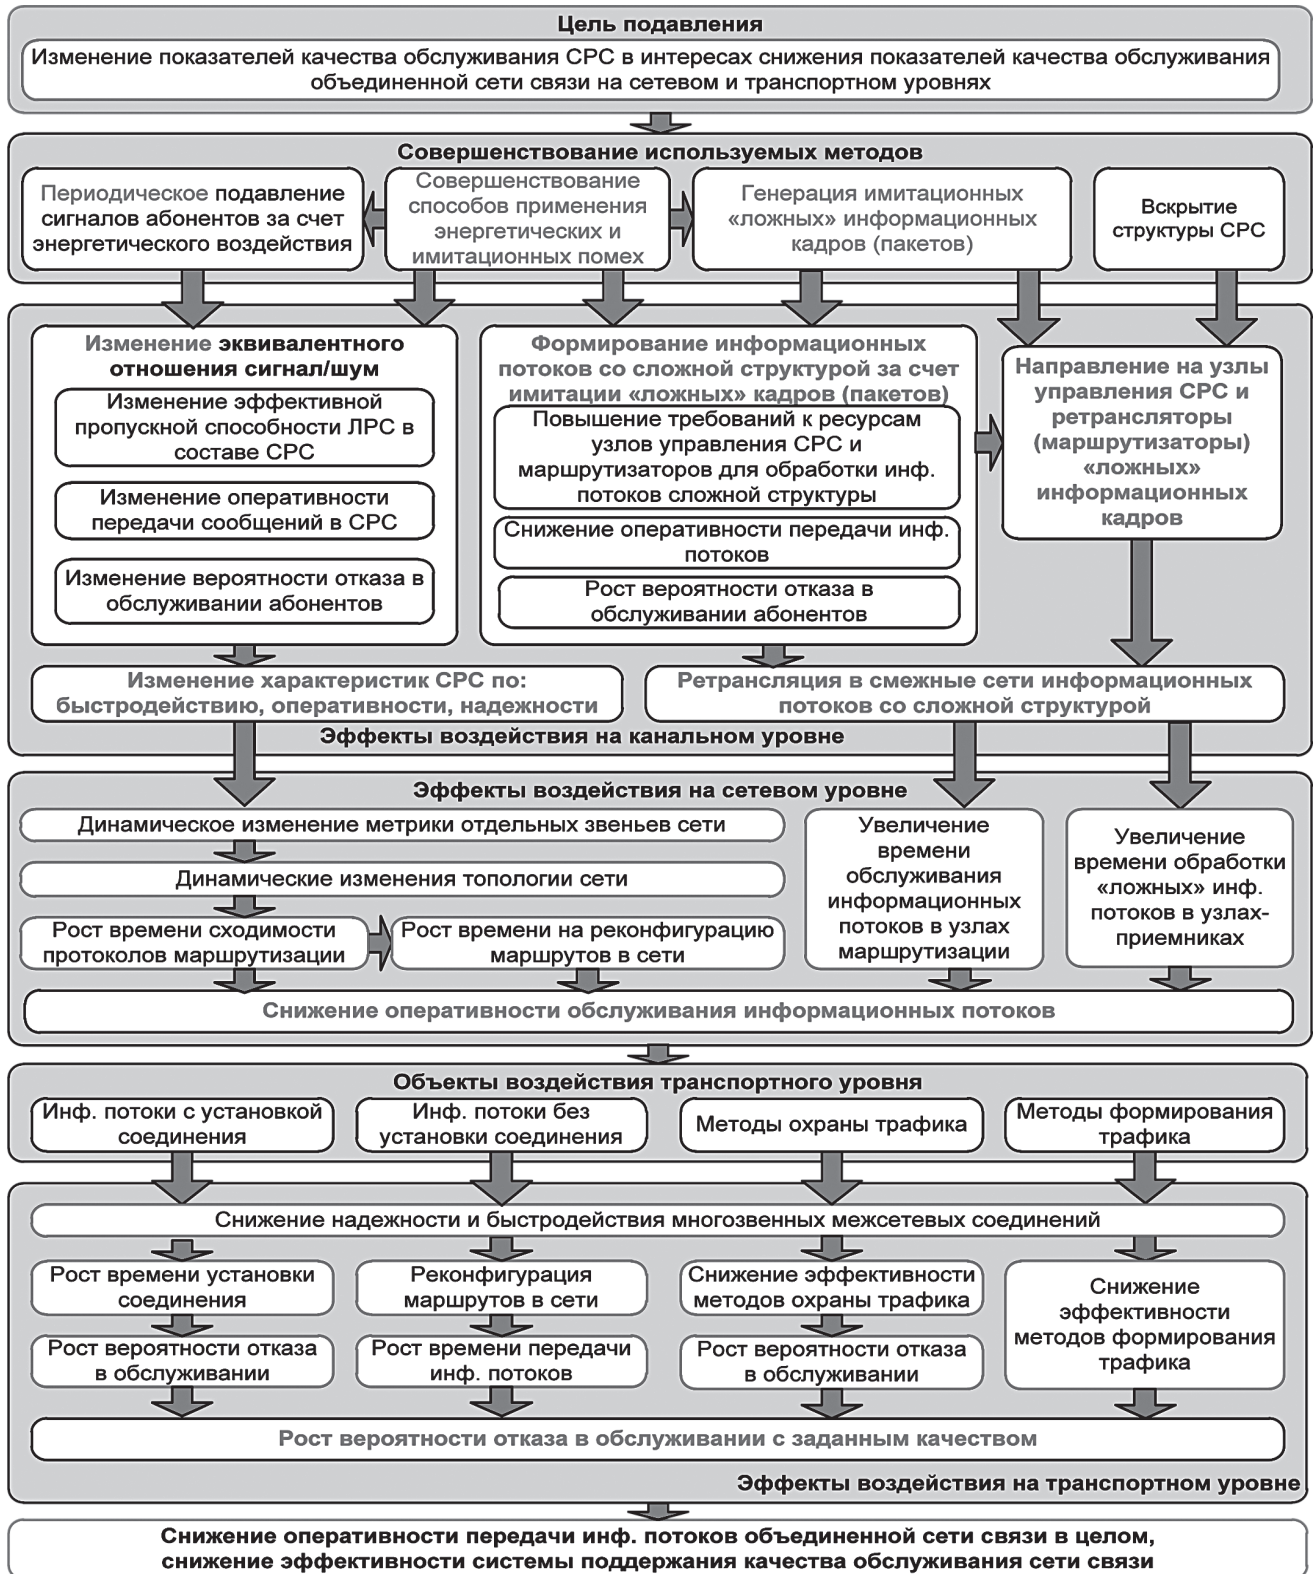 Цель подавления
Изменение показателей качества обслуживания СРС в интересах снижения показателей качества обслуживания
объединенной сети связи на сетевом и транспортном уровнях
Совершенствование используемых методов
Периодическое подавление
сигналов абонентов за счет
энергетического воздействия
Совершенствование
способов применения
энергетических и
имитационных помех
Генерация имитационных
«ложных» информационных
кадров (пакетов)
Вскрытие
структуры СРС
Изменение эквивалентного
отношения сигнал/шум
Изменение эффективной
пропускной способности ЛРС в
составе СРС
Изменение оперативности
передачи сообщений в СРС
Изменение вероятности отказа в
обслуживании абонентов
Формирование информационных
потоков со сложной структурой за счет
имитации «ложных» кадров (пакетов)
Повышение требований к ресурсам
узлов управления СРС и
маршрутизаторов для обработки инф.
потоков сложной структуры
Снижение оперативности передачи инф.
потоков
Рост вероятности отказа в
обслуживании абонентов
Направление на узлы
управления СРС и
ретрансляторы
(маршрутизаторы)
«ложных»
информационных
кадров
Изменение характеристик СРС по:
быстродействию, оперативности, надежности
Ретрансляция в смежные сети информационных
потоков со сложной структурой
Эффекты воздействия на канальном уровне
Эффекты воздействия на сетевом уровне
Динамическое изменение метрики отдельных звеньев сети
Динамические изменения топологии сети
Рост времени сходимости
протоколов маршрутизации
Рост времени на реконфигурацию
маршрутов в сети
Увеличение
времени
обслуживания
информационных
потоков в узлах
маршрутизации
Увеличение
времени обработки
«ложных» инф.
потоков в узлах-
приемниках
Снижение оперативности обслуживания информационных потоков
Объекты воздействия транспортного уровня
Инф. потоки с установкой
соединения
Инф. потоки без
установки соединения
Методы охраны трафика
Методы формирования
трафика
Снижение надежности и быстродействия многозвенных межсетевых соединений
Рост времени установки
соединения
Реконфигурация
маршрутов в сети
Снижение эффективности
методов охраны трафика
Снижение
эффективности
методов формирования
трафика
Рост вероятности отказа
в обслуживании
Рост времени передачи
инф. потоков
Рост вероятности отказа
в обслуживании
Рост вероятности отказа в обслуживании с заданным качеством
Эффекты воздействия на транспортном уровне
Снижение оперативности передачи инф. потоков объединенной сети связи в целом,
снижение эффективности системы поддержания качества обслуживания сети связи